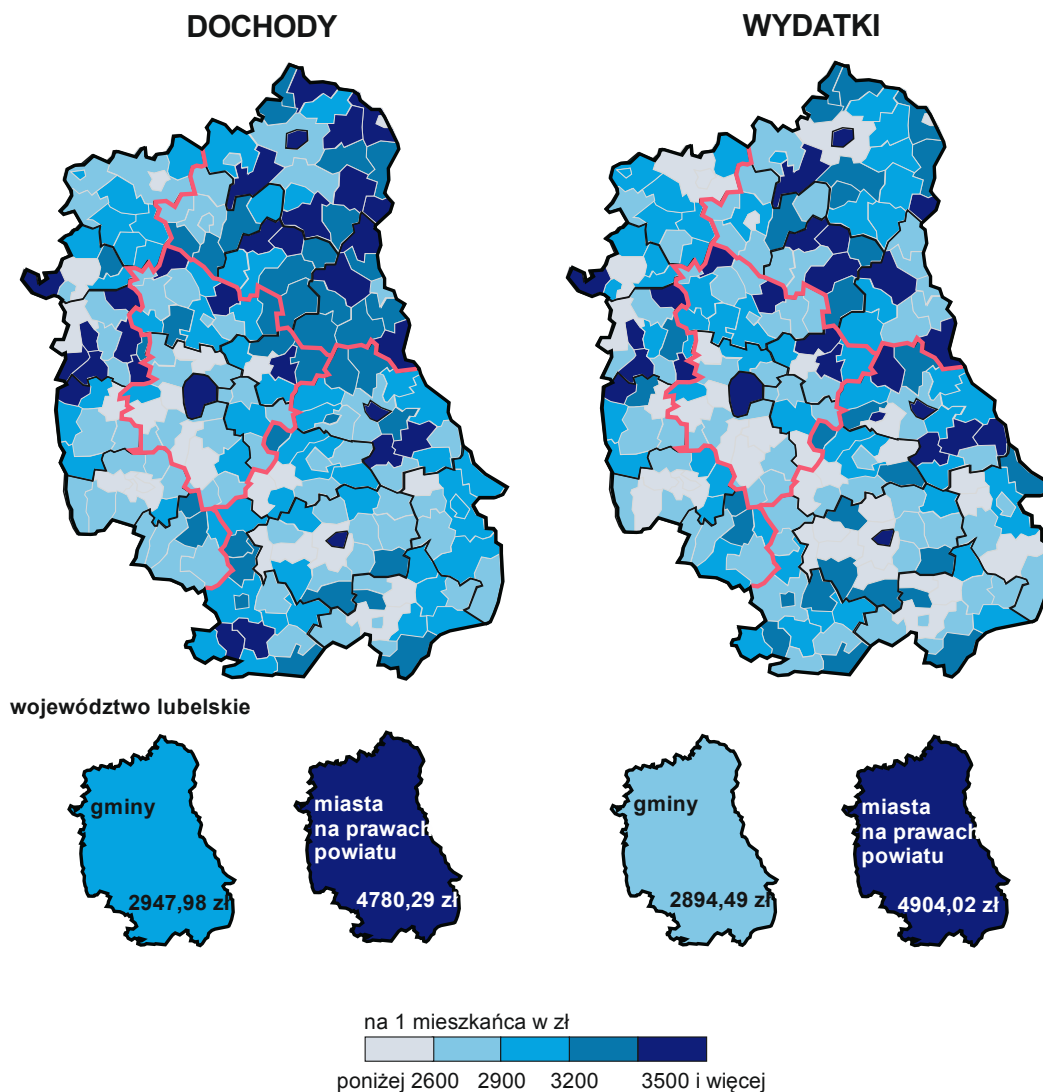 DOCHODY
WYDATKI
województwo lubelskie
gminy
2947,98 zł
miasta
na prawach
powiatu
4780,29 zł
gminy
2894,49 zł
miasta
na prawach
powiatu
4904,02 zł
na 1 mieszkańca w zł
poniżej 2600 2900 3200 3500 i więcej